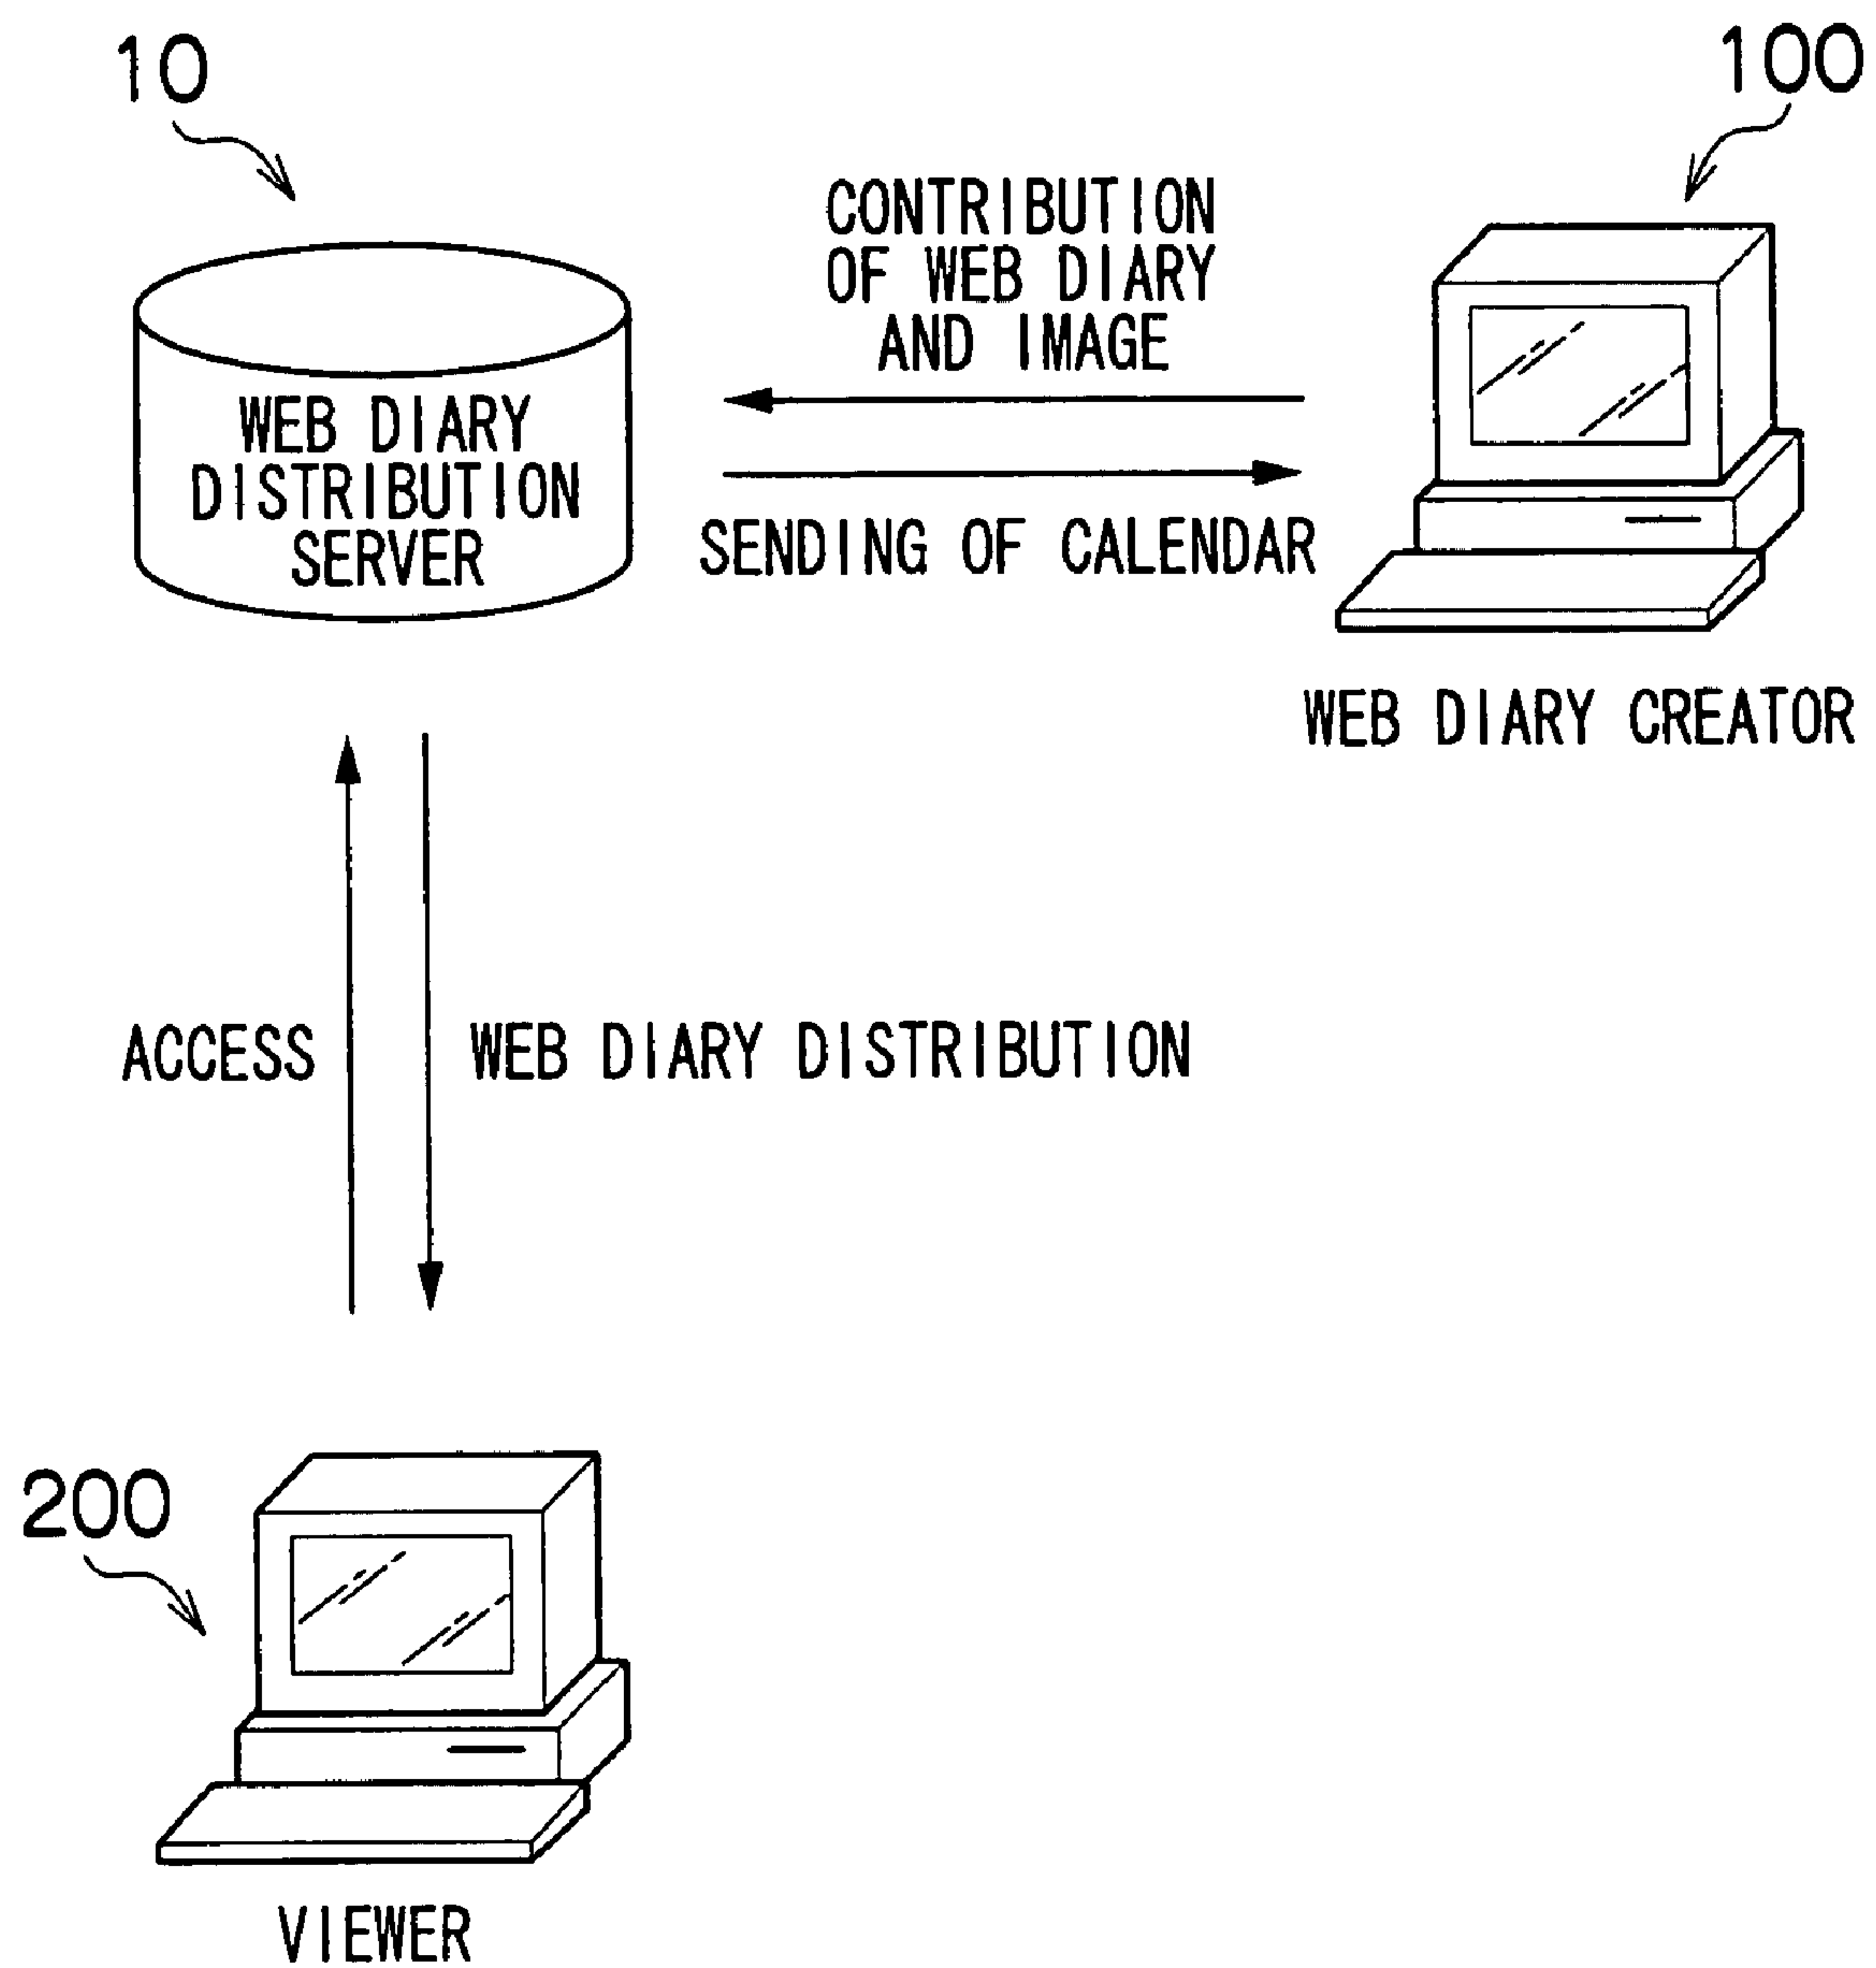 10
100
CONTRIBUTION
OF WEB DIARY
AND IMAGE
WEB DIARY
DISTRIBUTION
SERVER
SENDING OF CALENDAR
WEB DIARY CREATOR
ACCESS
WEB DIARY DISTRIBUTION
200
VIEWER